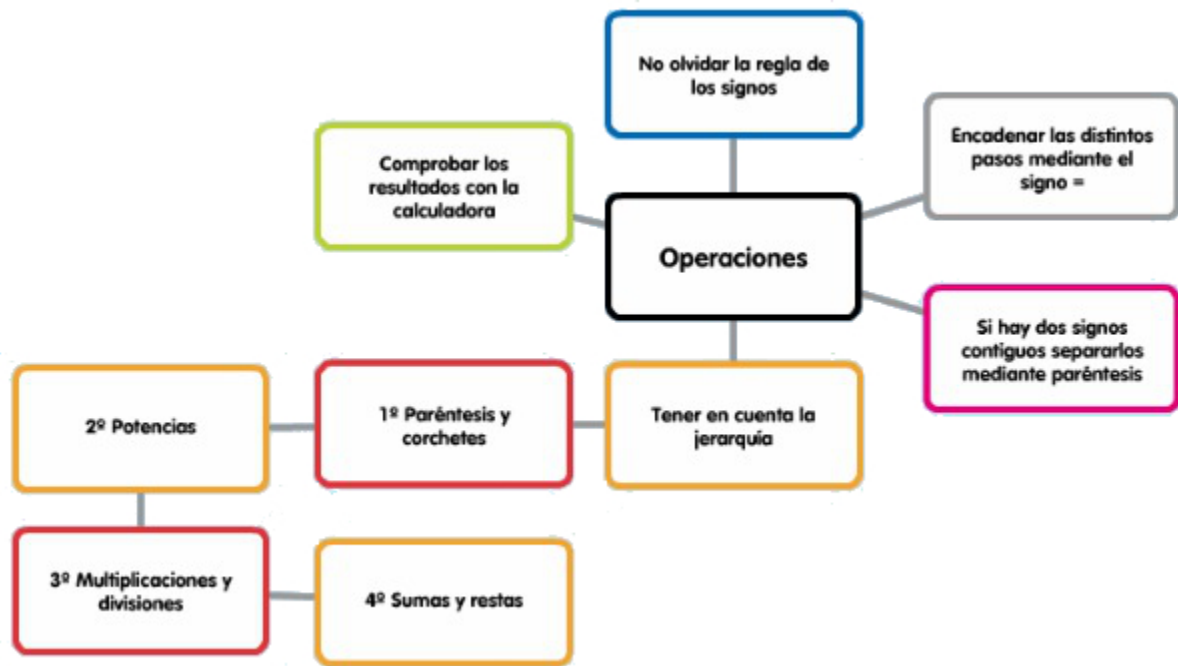 No olvidar la regla de
los signos
Encadenar las distintos
pasos mediante el
signo =
Comprobar los
resultados con la
calculadora
Operaciones
Si hay dos signos
contiguos separarlos
mediante paréntesis
Tener en cuenta la
jerarquía
1º Paréntesis y
corchetes
2º Potencias
3º Multiplicaciones y
divisiones
4º Sumas y restas